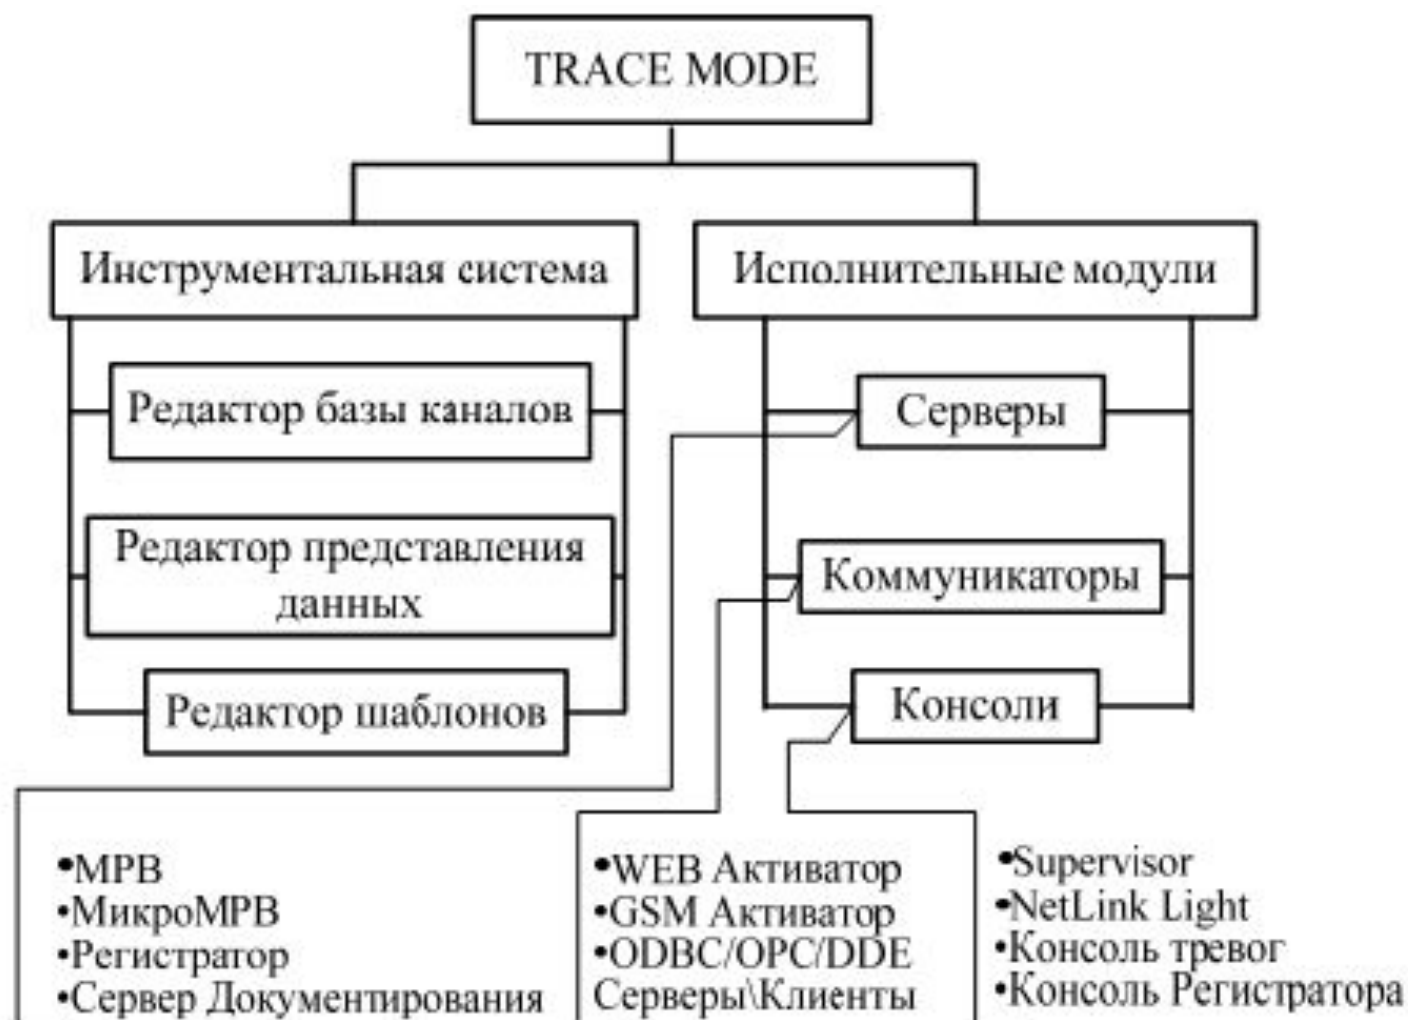 TRACE MODE
Инструментальная система
Редактор базы каналов
Редактор представления
данных
Редактор шаблонов
Исполнительные модули
Серверы
Коммуникаторы
Консоли
•МРВ
•МикроМРВ
•Регистратор
•Сервер Документирования
•WEB Активатор
•GSM Активатор
•ODBC/OPC/DDE
Серверы\Клиенты
•Supervisor
•NetLink Light
•Консоль тревог
•Консоль Регистратора